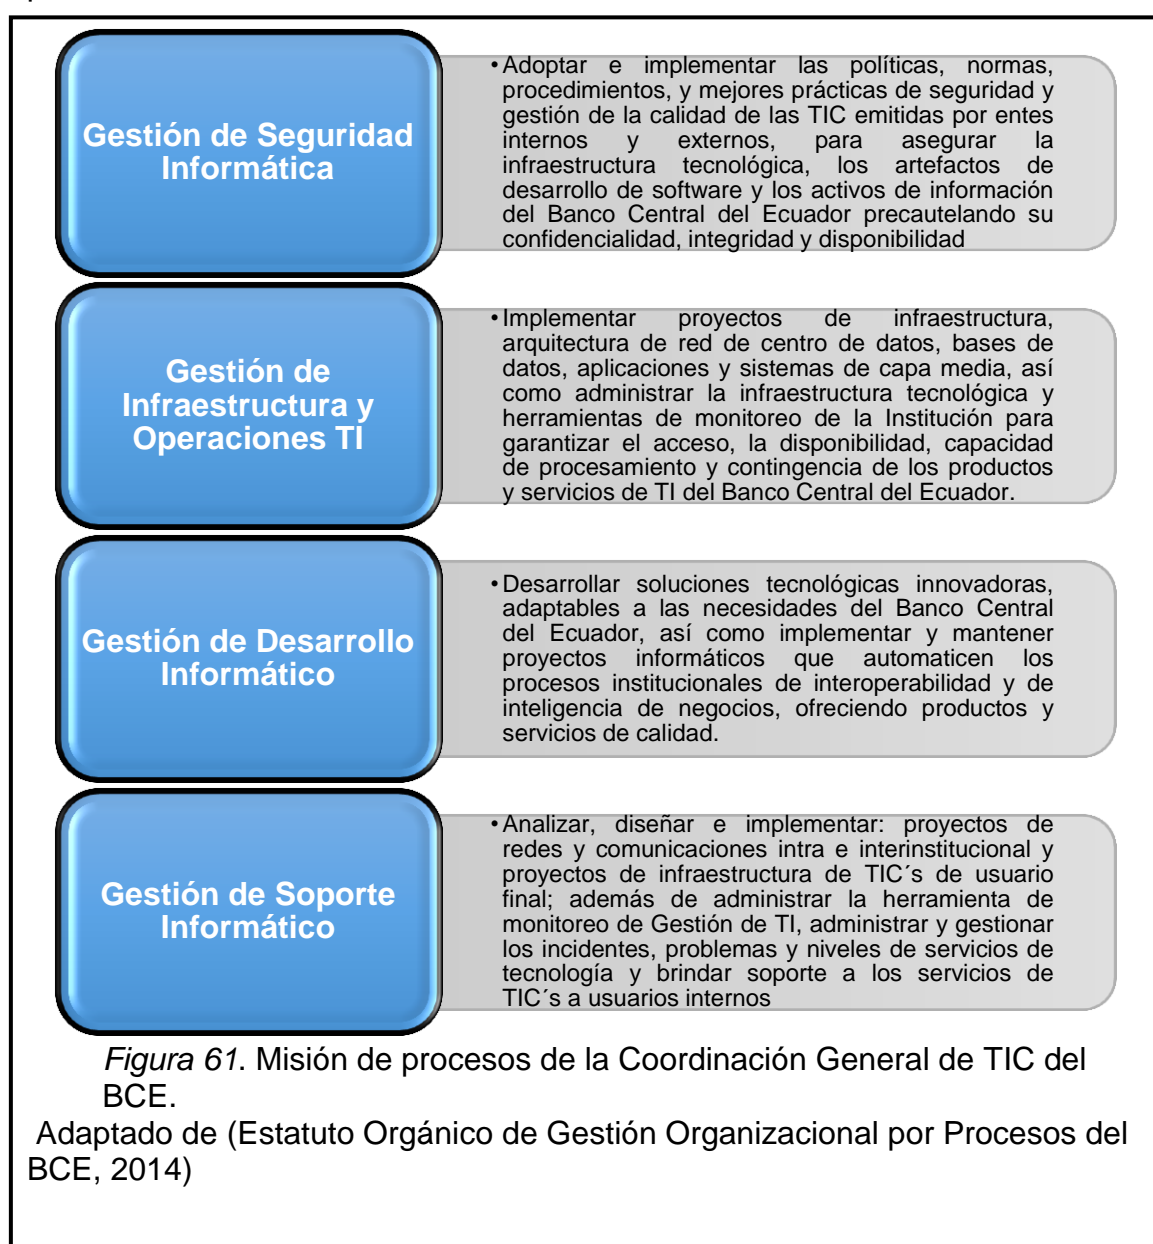 Gestión de Seguridad
Informática
•Adoptar e implementar las políticas, normas,
procedimientos, y mejores prácticas de seguridad y
gestión de la calidad de las TIC emitidas por entes
internos y externos, para asegurar la
infraestructura tecnológica, los artefactos de
desarrollo de software y los activos de información
del Banco Central del Ecuador precautelando su
confidencialidad, integridad y disponibilidad
Gestión de
Infraestructura y
Operaciones TI
•Implementar proyectos de infraestructura,
arquitectura de red de centro de datos, bases de
datos, aplicaciones y sistemas de capa media, así
como administrar la infraestructura tecnológica y
herramientas de monitoreo de la Institución para
garantizar el acceso, la disponibilidad, capacidad
de procesamiento y contingencia de los productos
y servicios de TI del Banco Central del Ecuador.
Gestión de Desarrollo
Informático
•Desarrollar soluciones tecnológicas innovadoras,
adaptables a las necesidades del Banco Central
del Ecuador, así como implementar y mantener
proyectos informáticos que automaticen los
procesos institucionales de interoperabilidad y de
inteligencia de negocios, ofreciendo productos y
servicios de calidad.
Gestión de Soporte
Informático
•Analizar, diseñar e implementar: proyectos de
redes y comunicaciones intra e interinstitucional y
proyectos de infraestructura de TIC´s de usuario
final; además de administrar la herramienta de
monitoreo de Gestión de TI, administrar y gestionar
los incidentes, problemas y niveles de servicios de
tecnología y brindar soporte a los servicios de
TIC´s a usuarios internos
Figura 61. Misión de procesos de la Coordinación General de TIC del
BCE.
Adaptado de (Estatuto Orgánico de Gestión Organizacional por Procesos del
BCE, 2014)